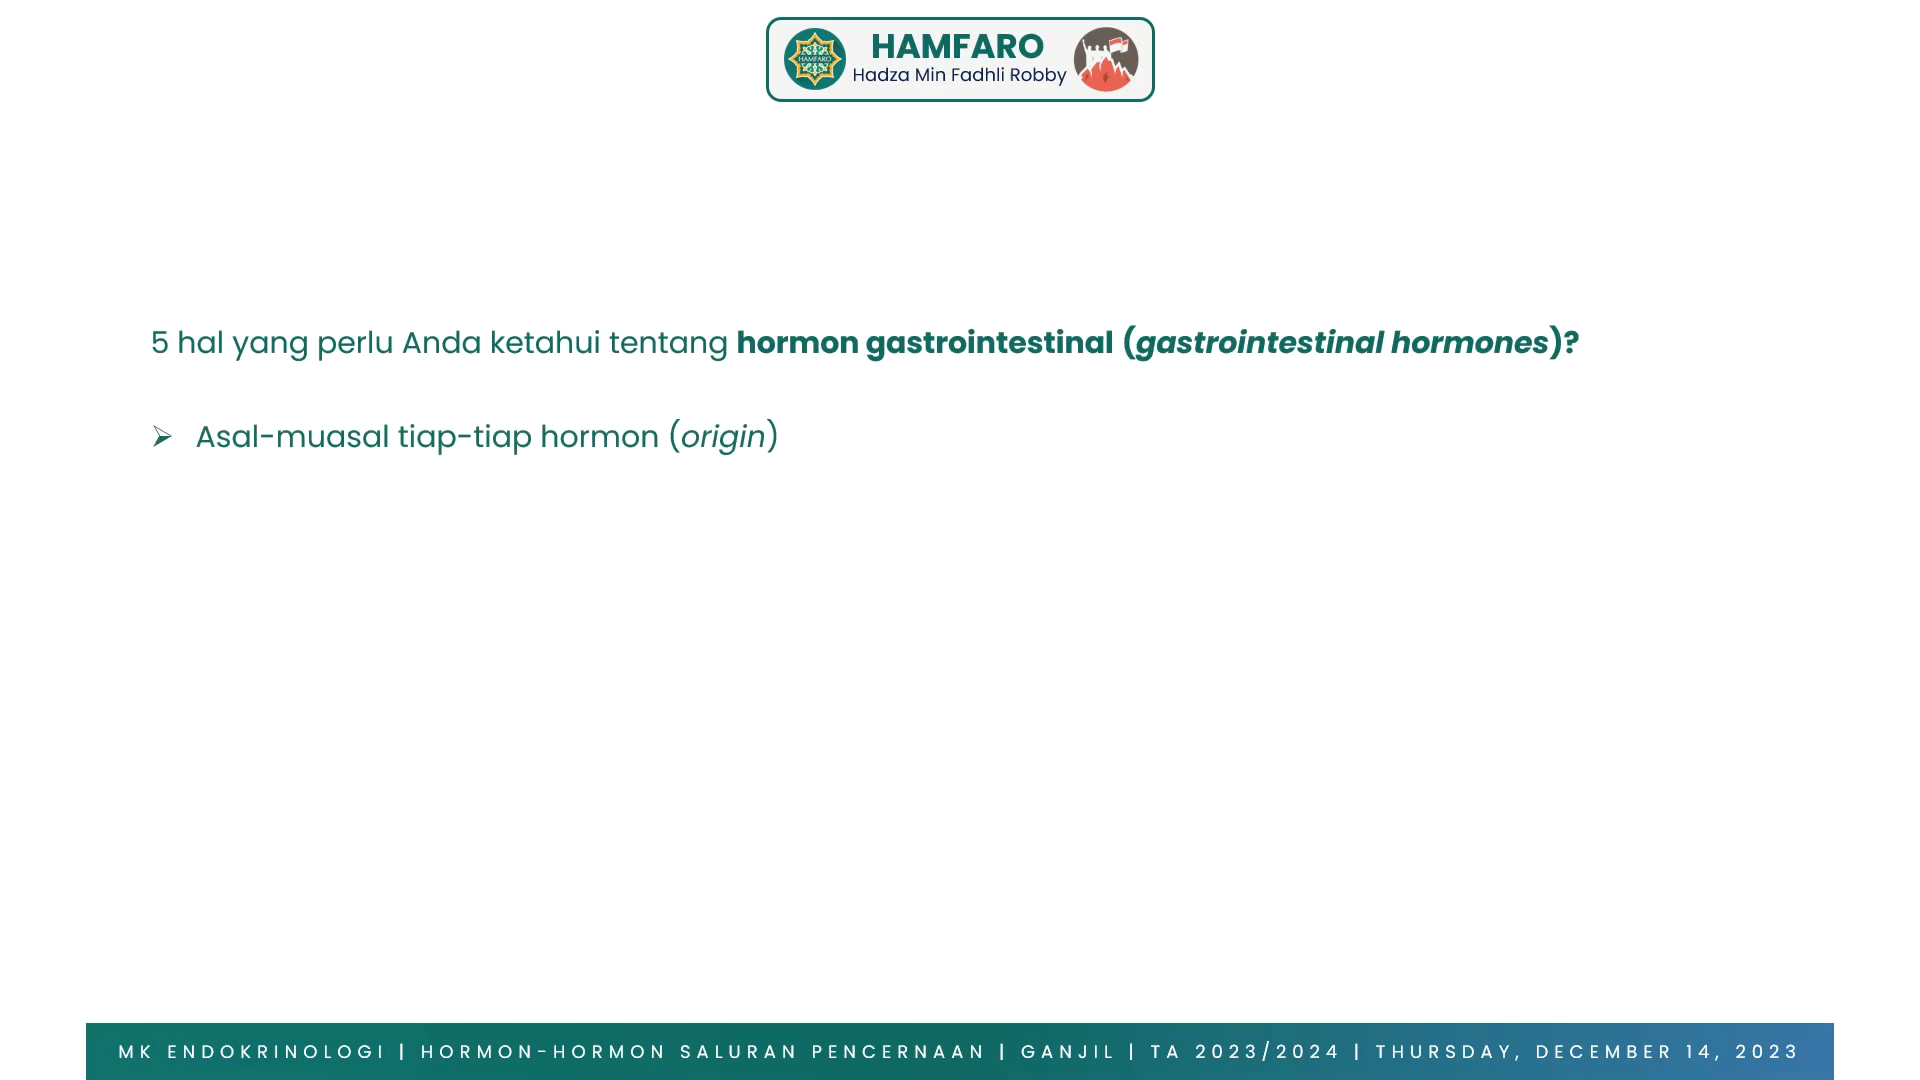 HAMFARO
HAMFARO
Hadza Min Fadhli Robby
5 hal yang perlu Anda ketahui tentang hormon gastrointestinal (gastrointestinal hormones)?
➢ Asal-muasal tiap-tiap hormon (origin)
MK ENDOKRINOLOGI | HORMON-HORMON SALURAN PENCERNAAN | GANJIL | TA 2023/2024 | THURSDAY, DECEMBER 14, 2023